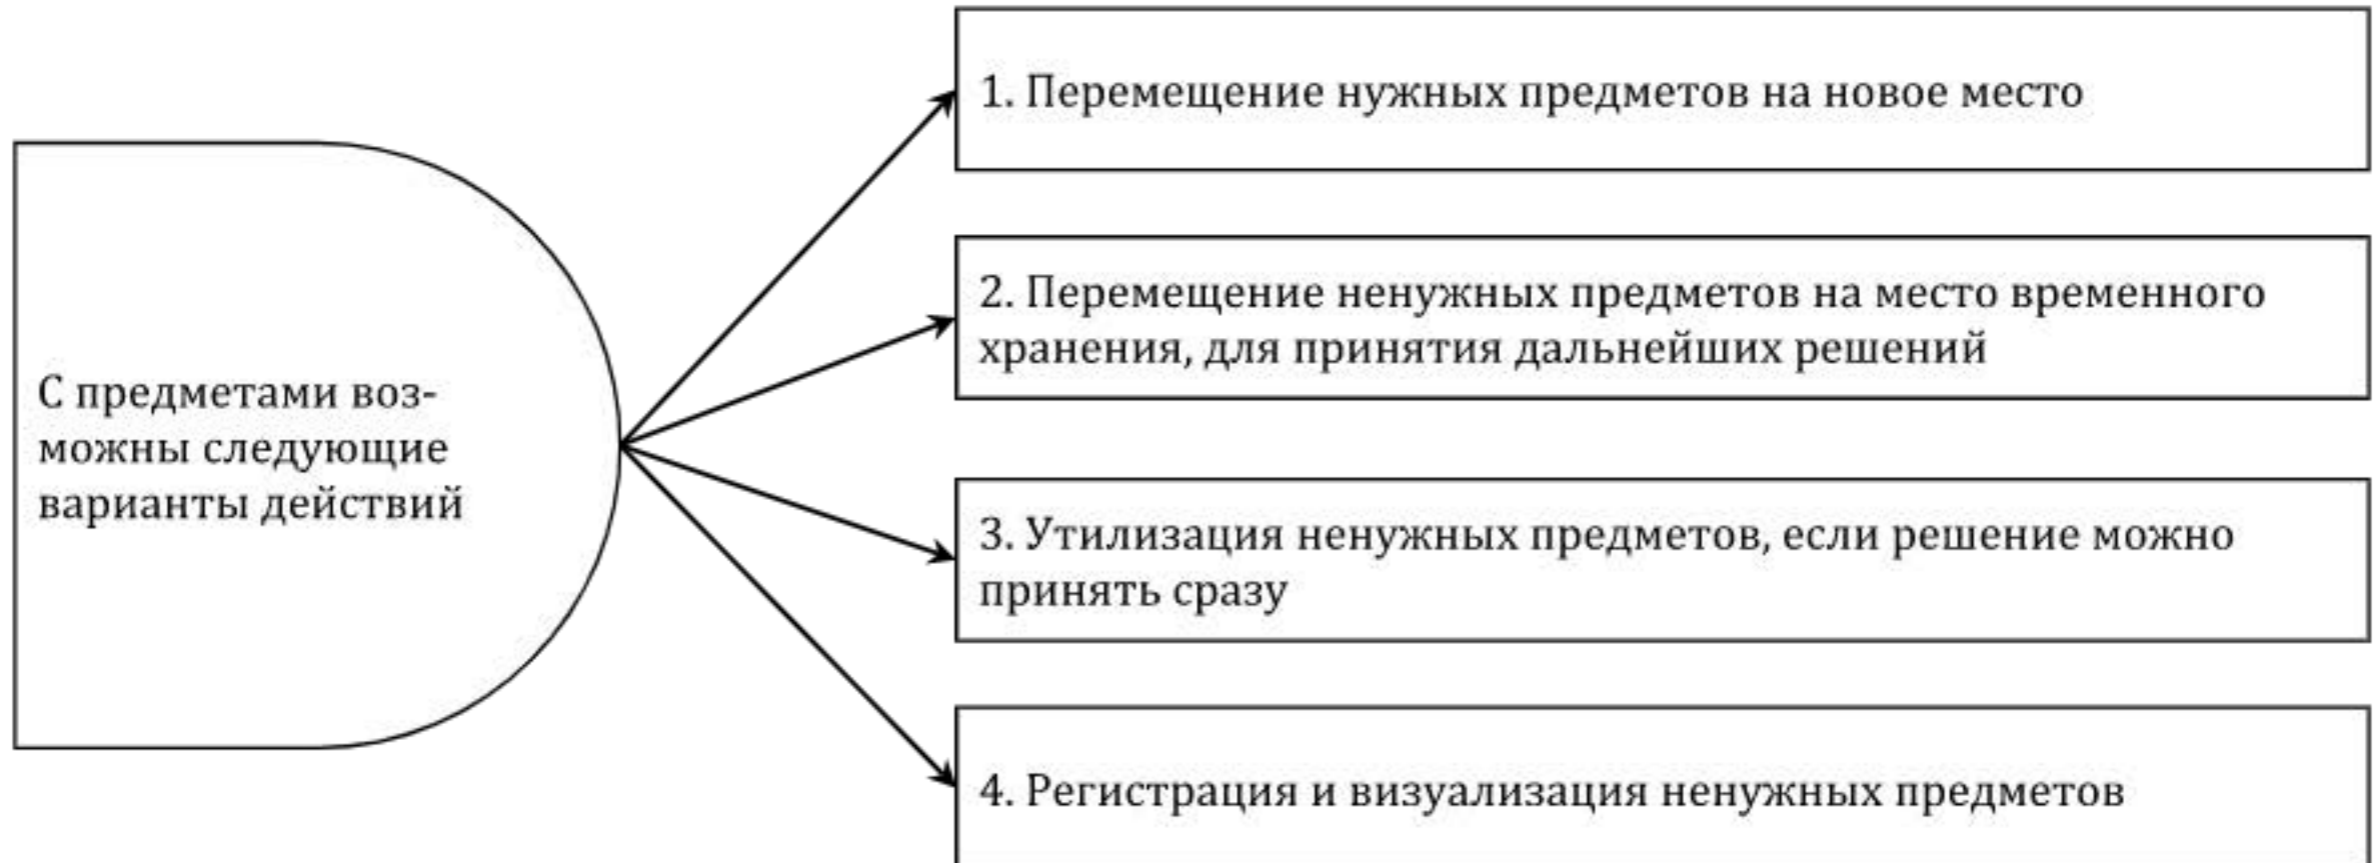 С предметами воз-
можны следующие
варианты действий
1. Перемещение нужных предметов на новое место
2. Перемещение ненужных предметов на место временного
хранения, для принятия дальнейших решений
3. Утилизация ненужных предметов, если решение можно
принять сразу
4. Регистрация и визуализация ненужных предметов